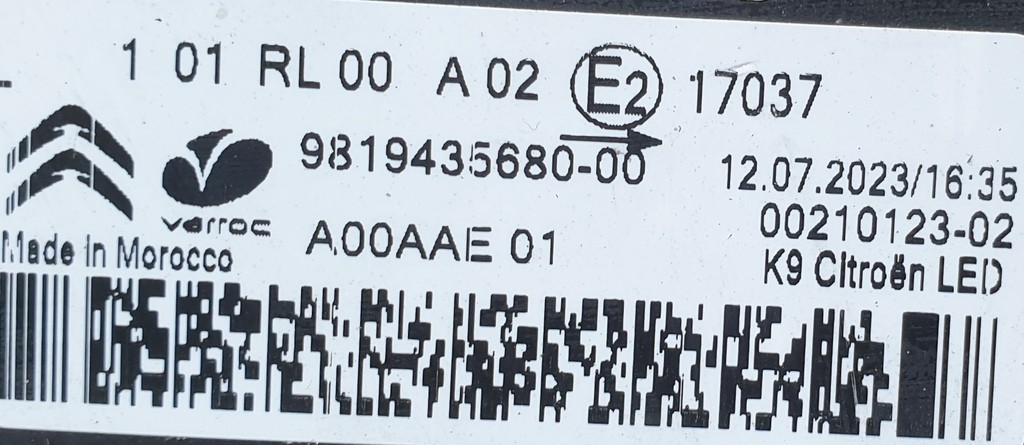 1 01 RL 00 A 02 E2 17037
9819435680-00
12.07.2023/16:35
varroc
00210123-02
Made in Morocco
A00AAE 01
K9 Citroën LED